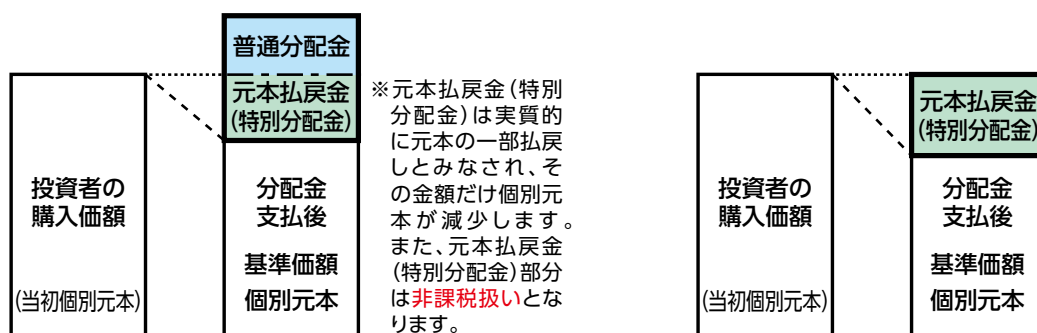 普通分配金
元本払戻金
(特別分配金)
投資者の
購入価額
(当初個別元本)
分配金
支払後
基準価額
個別元本
※元本払戻金(特別
分配金)は実質的
に元本の一部払戻
しとみなされ、そ
の金額だけ個別元
本が減少します。
また、元本払戻金
(特別分配金)部分
は非課税扱いとな
ります。
元本払戻金
(特別分配金)
投資者の
購入価額
(当初個別元本)
分配金
支払後
基準価額
個別元本